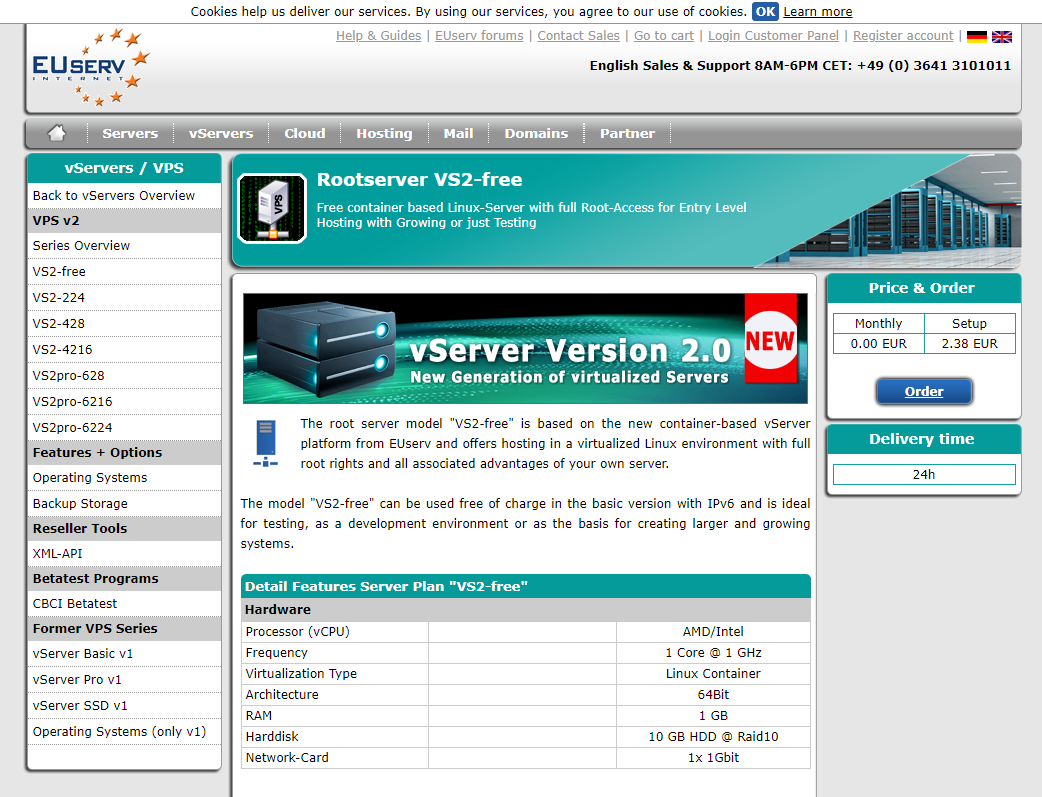 Cookies help us deliver our services. By using our services, you agree to our use of cookies. OK Learn more
EUserv
INTERNET
Help & Guides | EUserv forums | Contact Sales | Go to cart | Login Customer Panel | Register account |
English Sales & Support 8AM-6PM CET: +49 (0) 3641 3101011
Servers vServers Cloud Hosting Mail Domains Partner
vServers / VPS
Back to vServers Overview
VPS v2
Series Overview
VS2-free
VS2-224
VS2-428
VS2-4216
VS2pro-628
VS2pro-6216
VS2pro-6224
Features + Options
Operating Systems
Backup Storage
Reseller Tools
XML-API
Betatest Programs
CBCI Betatest
Former VPS Series
vServer Basic v1
vServer Pro v1
vServer SSD v1
Operating Systems (only v1)
VPS
Rootserver VS2-free
Free container based Linux-Server with full Root-Access for Entry Level
Hosting with Growing or just Testing
vServer Version 2.0
New Generation of virtualized Servers
NEW
The root server model "VS2-free" is based on the new container-based vServer
platform from EUserv and offers hosting in a virtualized Linux environment with full
root rights and all associated advantages of your own server.
The model "VS2-free" can be used free of charge in the basic version with IPv6 and is ideal
for testing, as a development environment or as the basis for creating larger and growing
systems.
Detail Features Server Plan "VS2-free"
Hardware
Processor (vCPU) AMD/Intel
Frequency 1 Core @ 1 GHz
Virtualization Type Linux Container
Architecture 64Bit
RAM 1 GB
Harddisk 10 GB HDD @ Raid10
Network-Card 1x 1Gbit
Price & Order
Monthly Setup
0.00 EUR 2.38 EUR
Order
Delivery time
24h